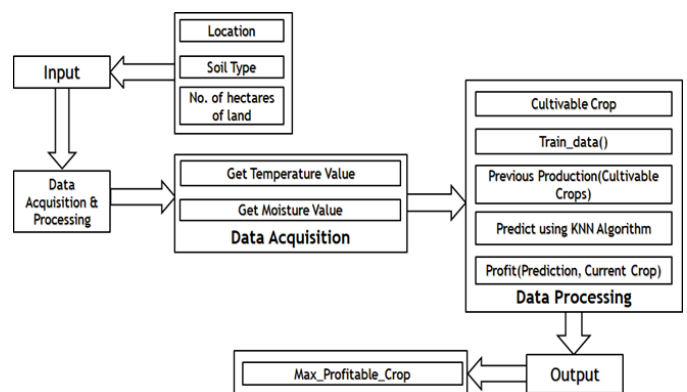 Location
Input
Soil Type
No. of hectares
of land
Cultivable Crop
Train_data()
Data
Acquisition &
Processing
Get Temperature Value
Get Moisture Value
Data Acquisition
Previous Production(Cultivable
Crops)
Predict using KNN Algorithm
Profit(Prediction, Current Crop)
Data Processing
Max_Profitable_Crop
Output